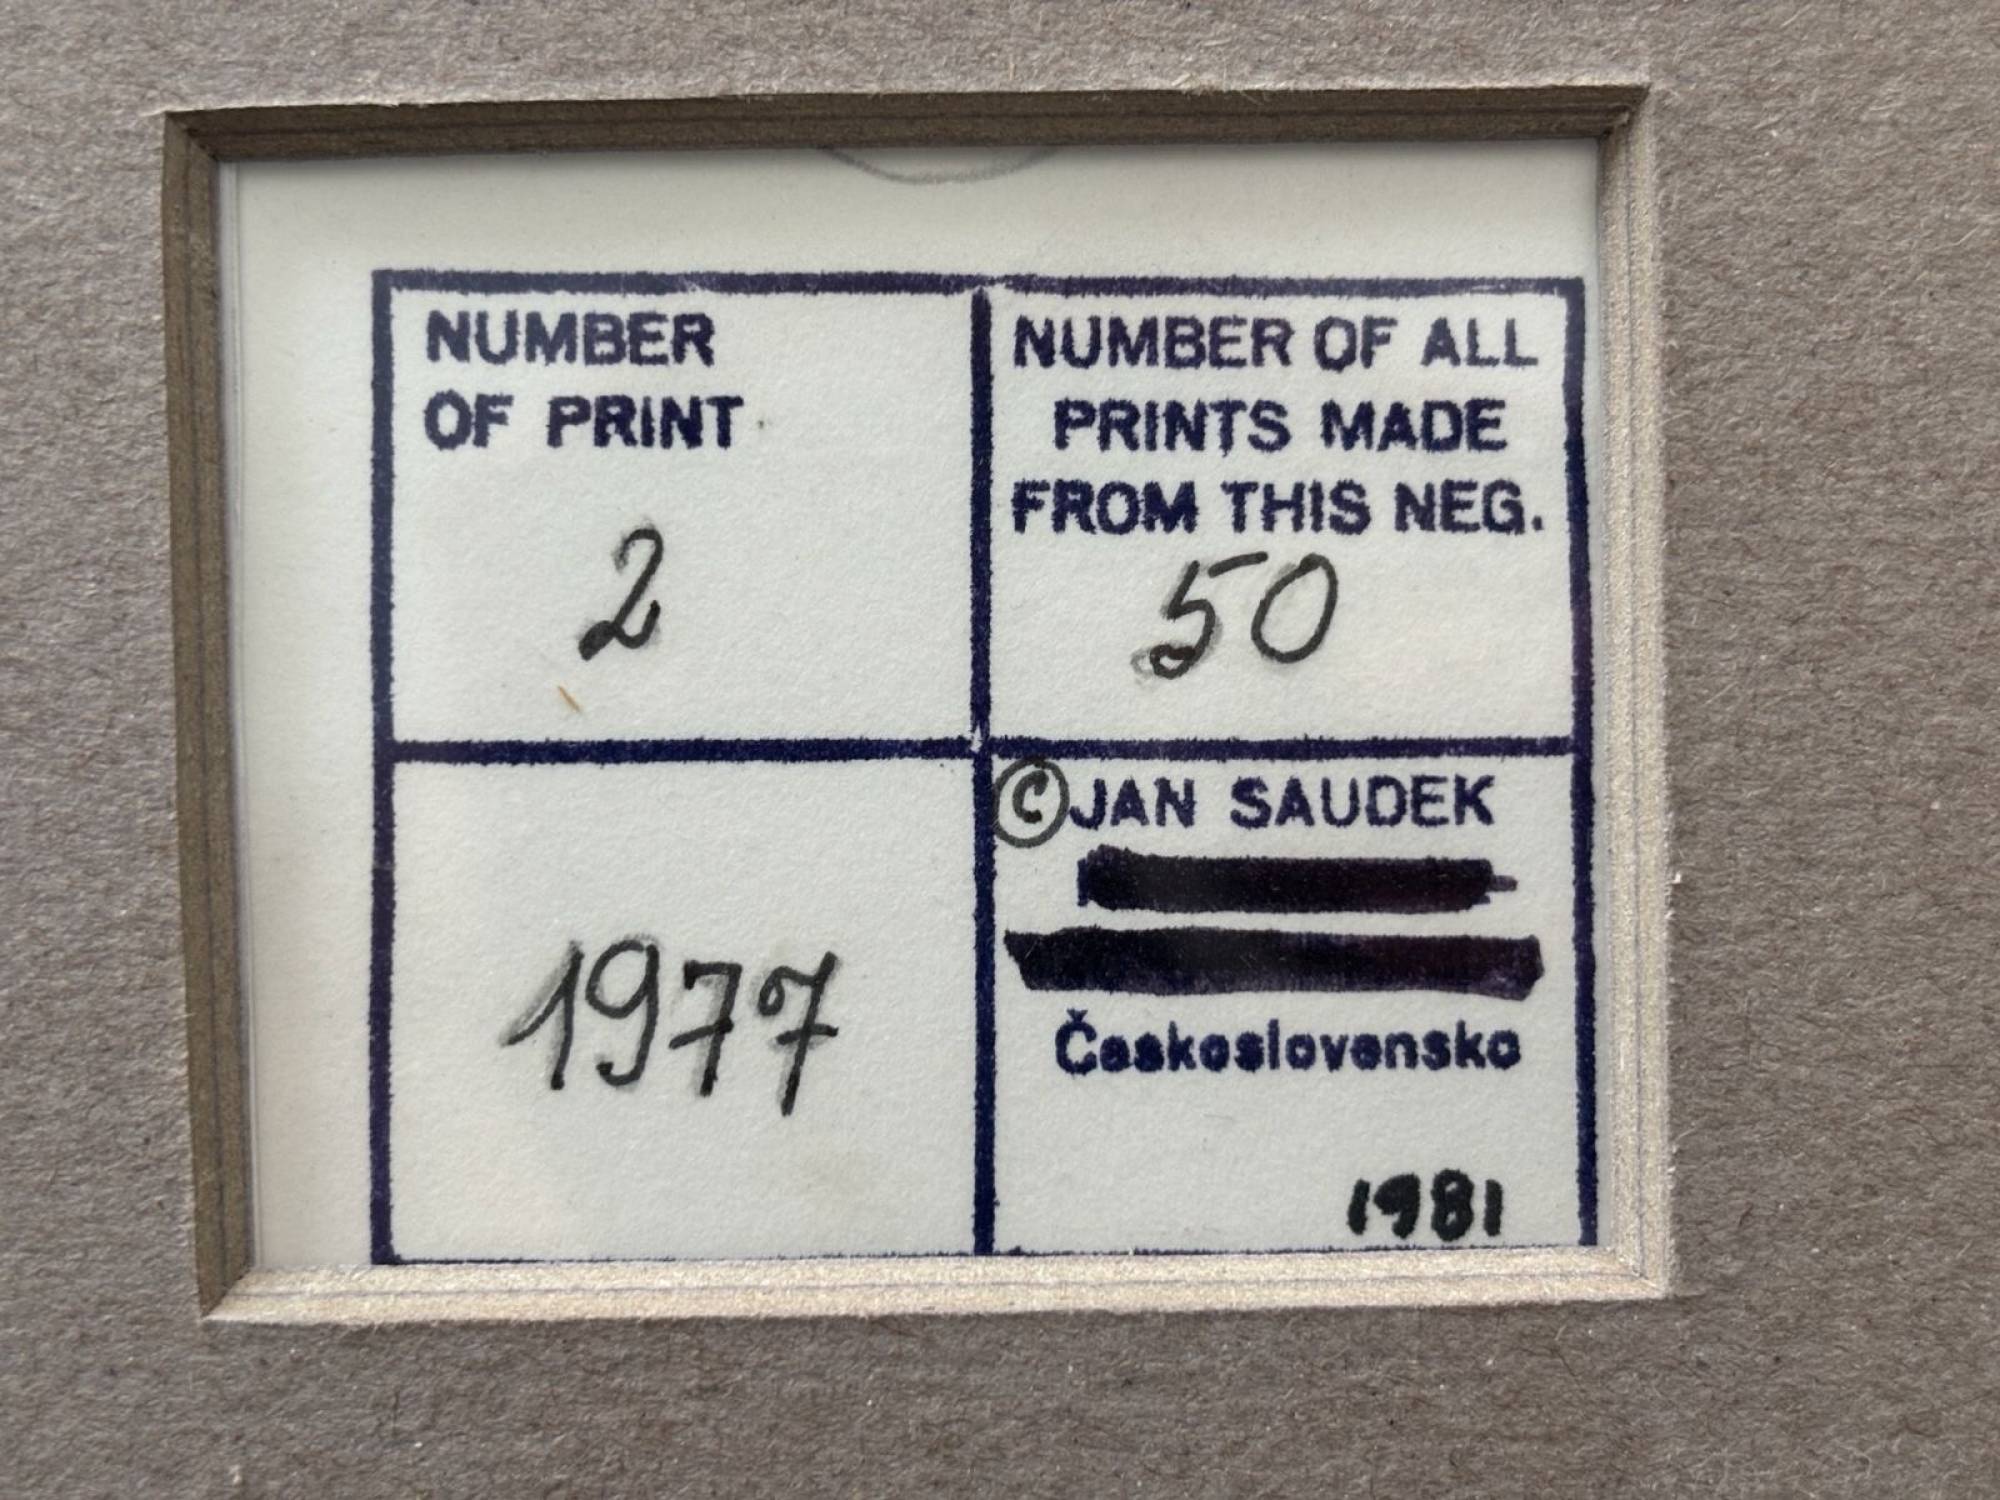 NUMBER
OF PRINT
2
NUMBER OF ALL
PRINTS MADE
FROM THIS NEG.
50
1977
© JAN SAUDEK
Československo
1981